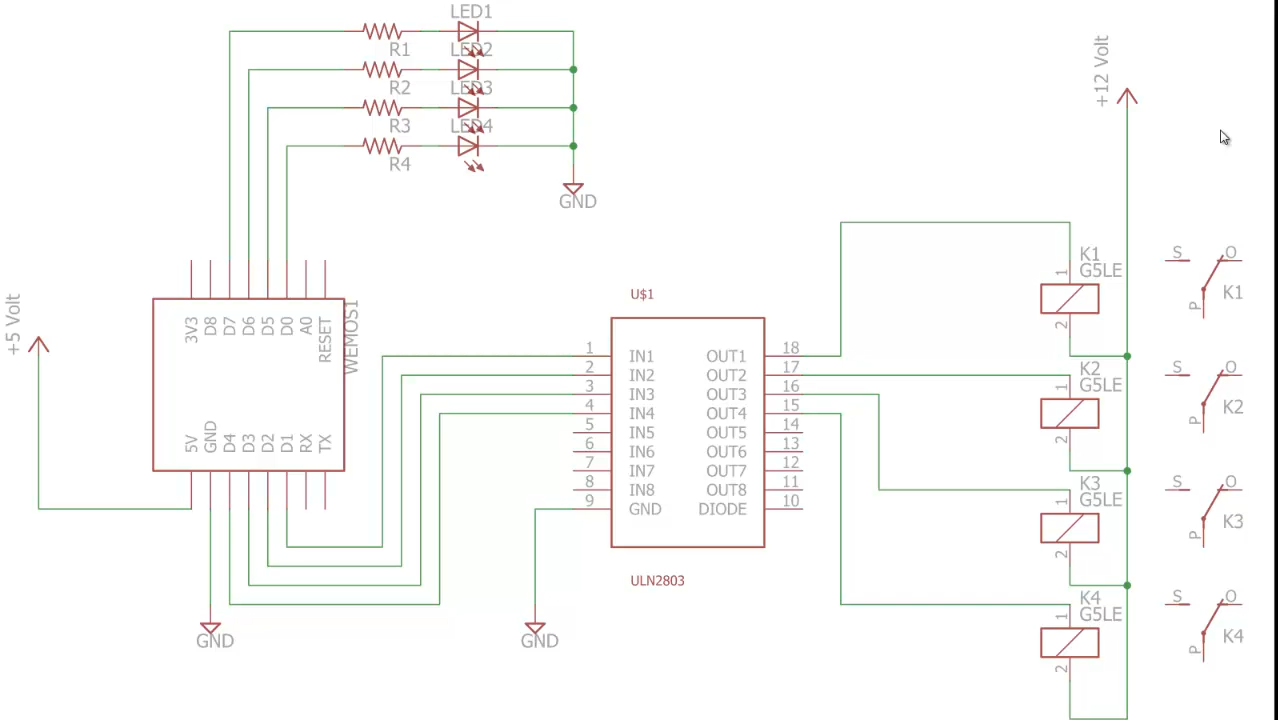 LED1
R1
LED2
R2
LED3
R3
LED4
R4
GND
+12 Volt
+5 Volt
3V3
D8
D7
D6
D5
D0
A0
RESET
WEMOS1
5V
GND
D4
D3
D2
D1
RX
TX
GND
U$1
1 IN1 OUT1 18
2 IN2 OUT2 17
3 IN3 OUT3 16
4 IN4 OUT4 15
5 IN5 OUT5 14
6 IN6 OUT6 13
7 IN7 OUT7 12
8 IN8 OUT8 11
9 GND DIODE 10
ULN2803
GND
K1
G5LE
1
2
S O
K1
P
K2
G5LE
1
2
S O
K2
P
K3
G5LE
1
2
S O
K3
P
K4
G5LE
1
2
S O
K4
P